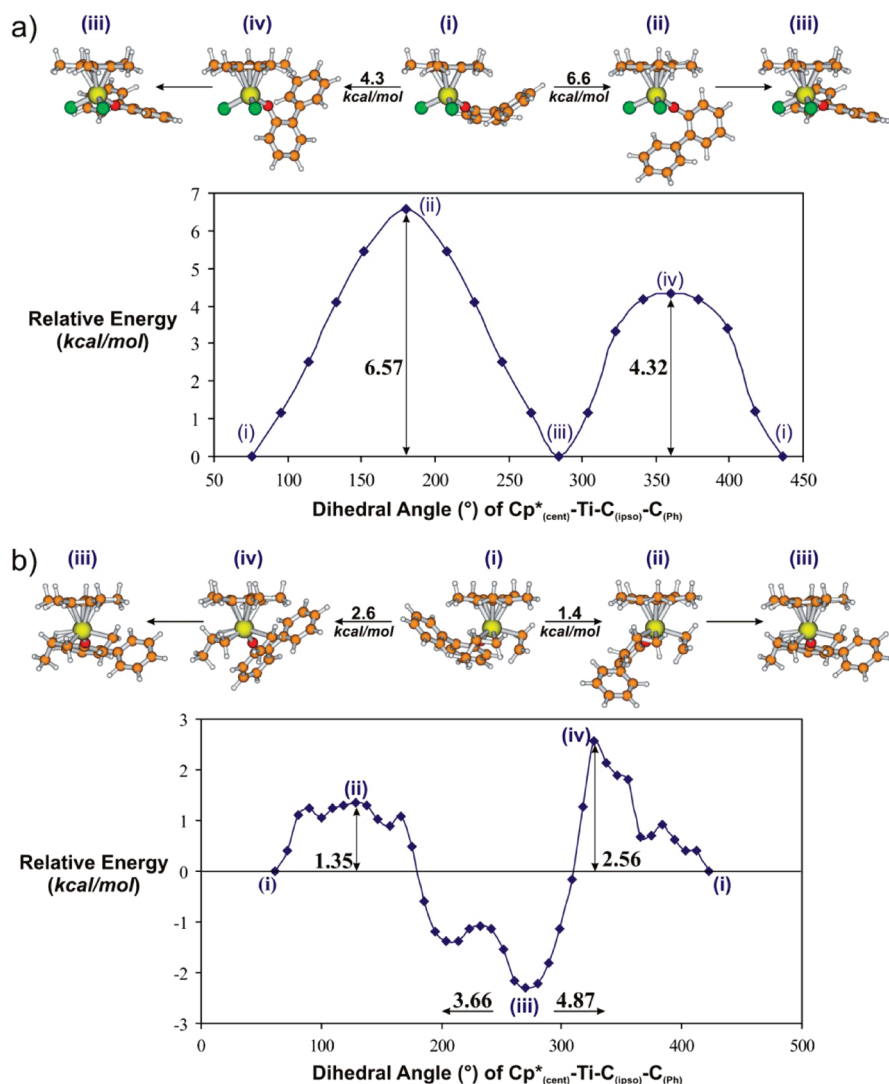 a)
(iii) (iv) (i) (ii) (iii)
4.3 6.6
kcal/mol kcal/mol
7
6
5
4
3
2
1
0
Relative Energy
(kcal/mol)
(ii)
(iv)
6.57
4.32
(i) (iii) (i)
50 100 150 200 250 300 350 400 450
Dihedral Angle (°) of Cp*(cent)-Ti-C(ipso)-C(Ph)
b)
(iii) (iv) (i) (ii) (iii)
2.6 1.4
kcal/mol kcal/mol
3
2
1
0
-1
-2
-3
Relative Energy
(kcal/mol)
(iv)
(ii)
1.35
2.56
(i) (i)
3.66 (iii) 4.87
0 100 200 300 400 500
Dihedral Angle (°) of Cp*(cent)-Ti-C(ipso)-C(Ph)